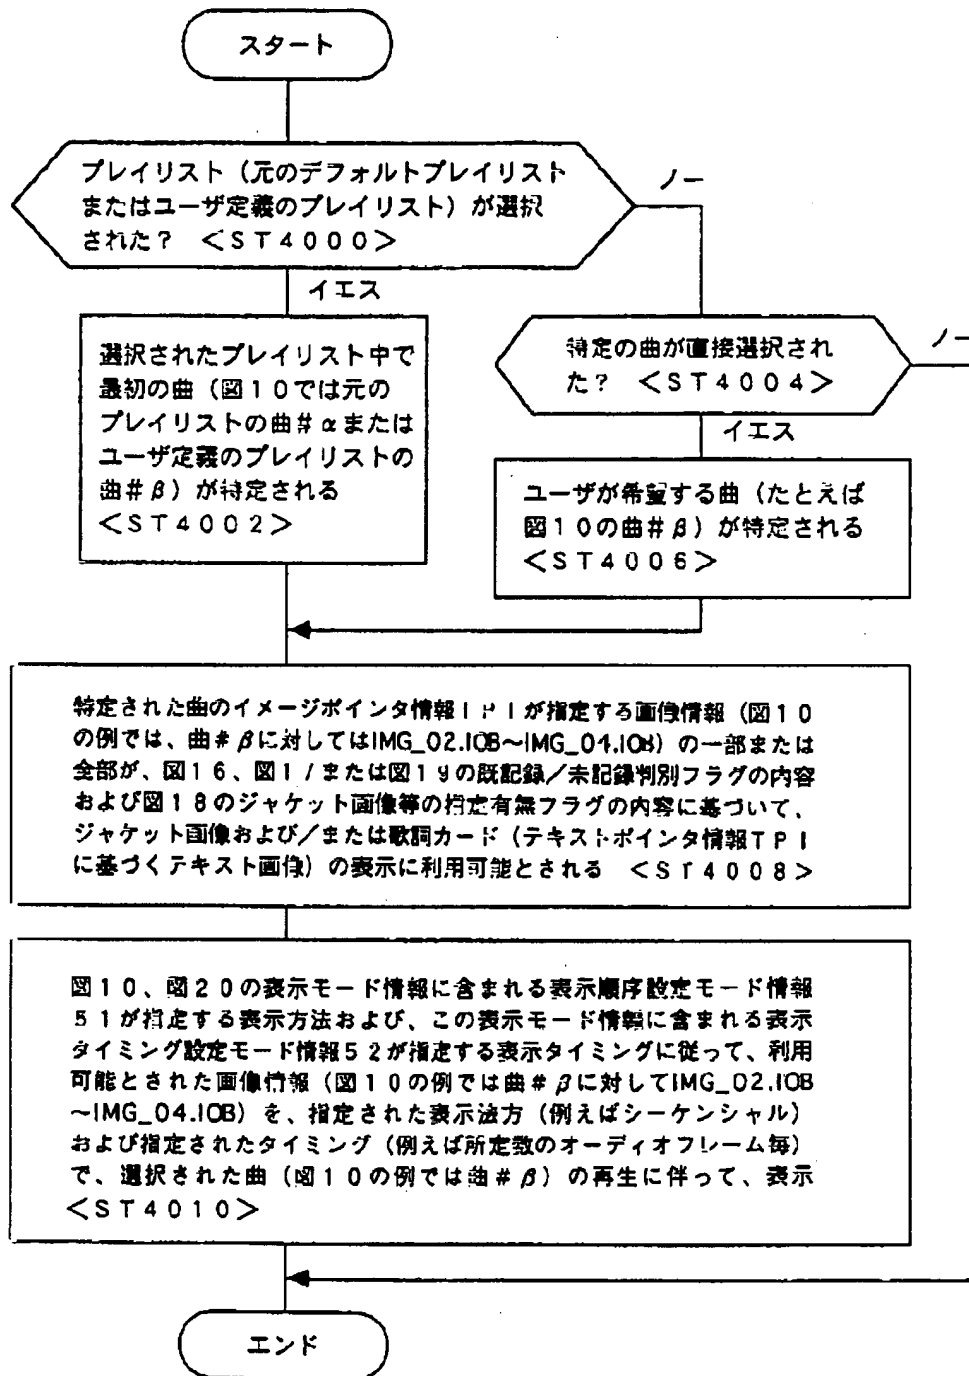 スタート
プレイリスト（元のデフォルトプレイリスト
またはユーザ定義のプレイリスト）が選択
された？ ＜ＳＴ４０００＞
ノー
イエス
選択されたプレイリスト中で
最初の曲（図１０では元の
プレイリストの曲＃αまたは
ユーザ定義のプレイリストの
曲＃β）が特定される
＜ＳＴ４００２＞
特定の曲が直接選択され
た？ ＜ＳＴ４００４＞
ノー
イエス
ユーザが希望する曲（たとえば
図１０の曲＃β）が特定される
＜ＳＴ４００６＞
特定された曲のイメージポインタ情報ＩＰＩが指定する画像情報（図１０
の例では、曲＃βに対してはIMG_02.IOB～IMG_04.IOB）の一部または
全部が、図１６、図１７または図１９の既記録／未記録判別フラグの内容
および図１８のジャケット画像等の指定有無フラグの内容に基づいて、
ジャケット画像および／または歌詞カード（テキストポインタ情報ＴＰＩ
に基づくテキスト画像）の表示に利用可能とされる ＜ＳＴ４００８＞
図１０、図２０の表示モード情報に含まれる表示順序設定モード情報
５１が指定する表示方法および、この表示モード情報に含まれる表示
タイミング設定モード情報５２が指定する表示タイミングに従って、利用
可能とされた画像情報（図１０の例では曲＃βに対してIMG_02.IOB
～IMG_04.IOB）を、指定された表示法方（例えばシーケンシャル）
および指定されたタイミング（例えば所定数のオーディオフレーム毎）
で、選択された曲（図１０の例では曲＃β）の再生に伴って、表示
＜ＳＴ４０１０＞
エンド